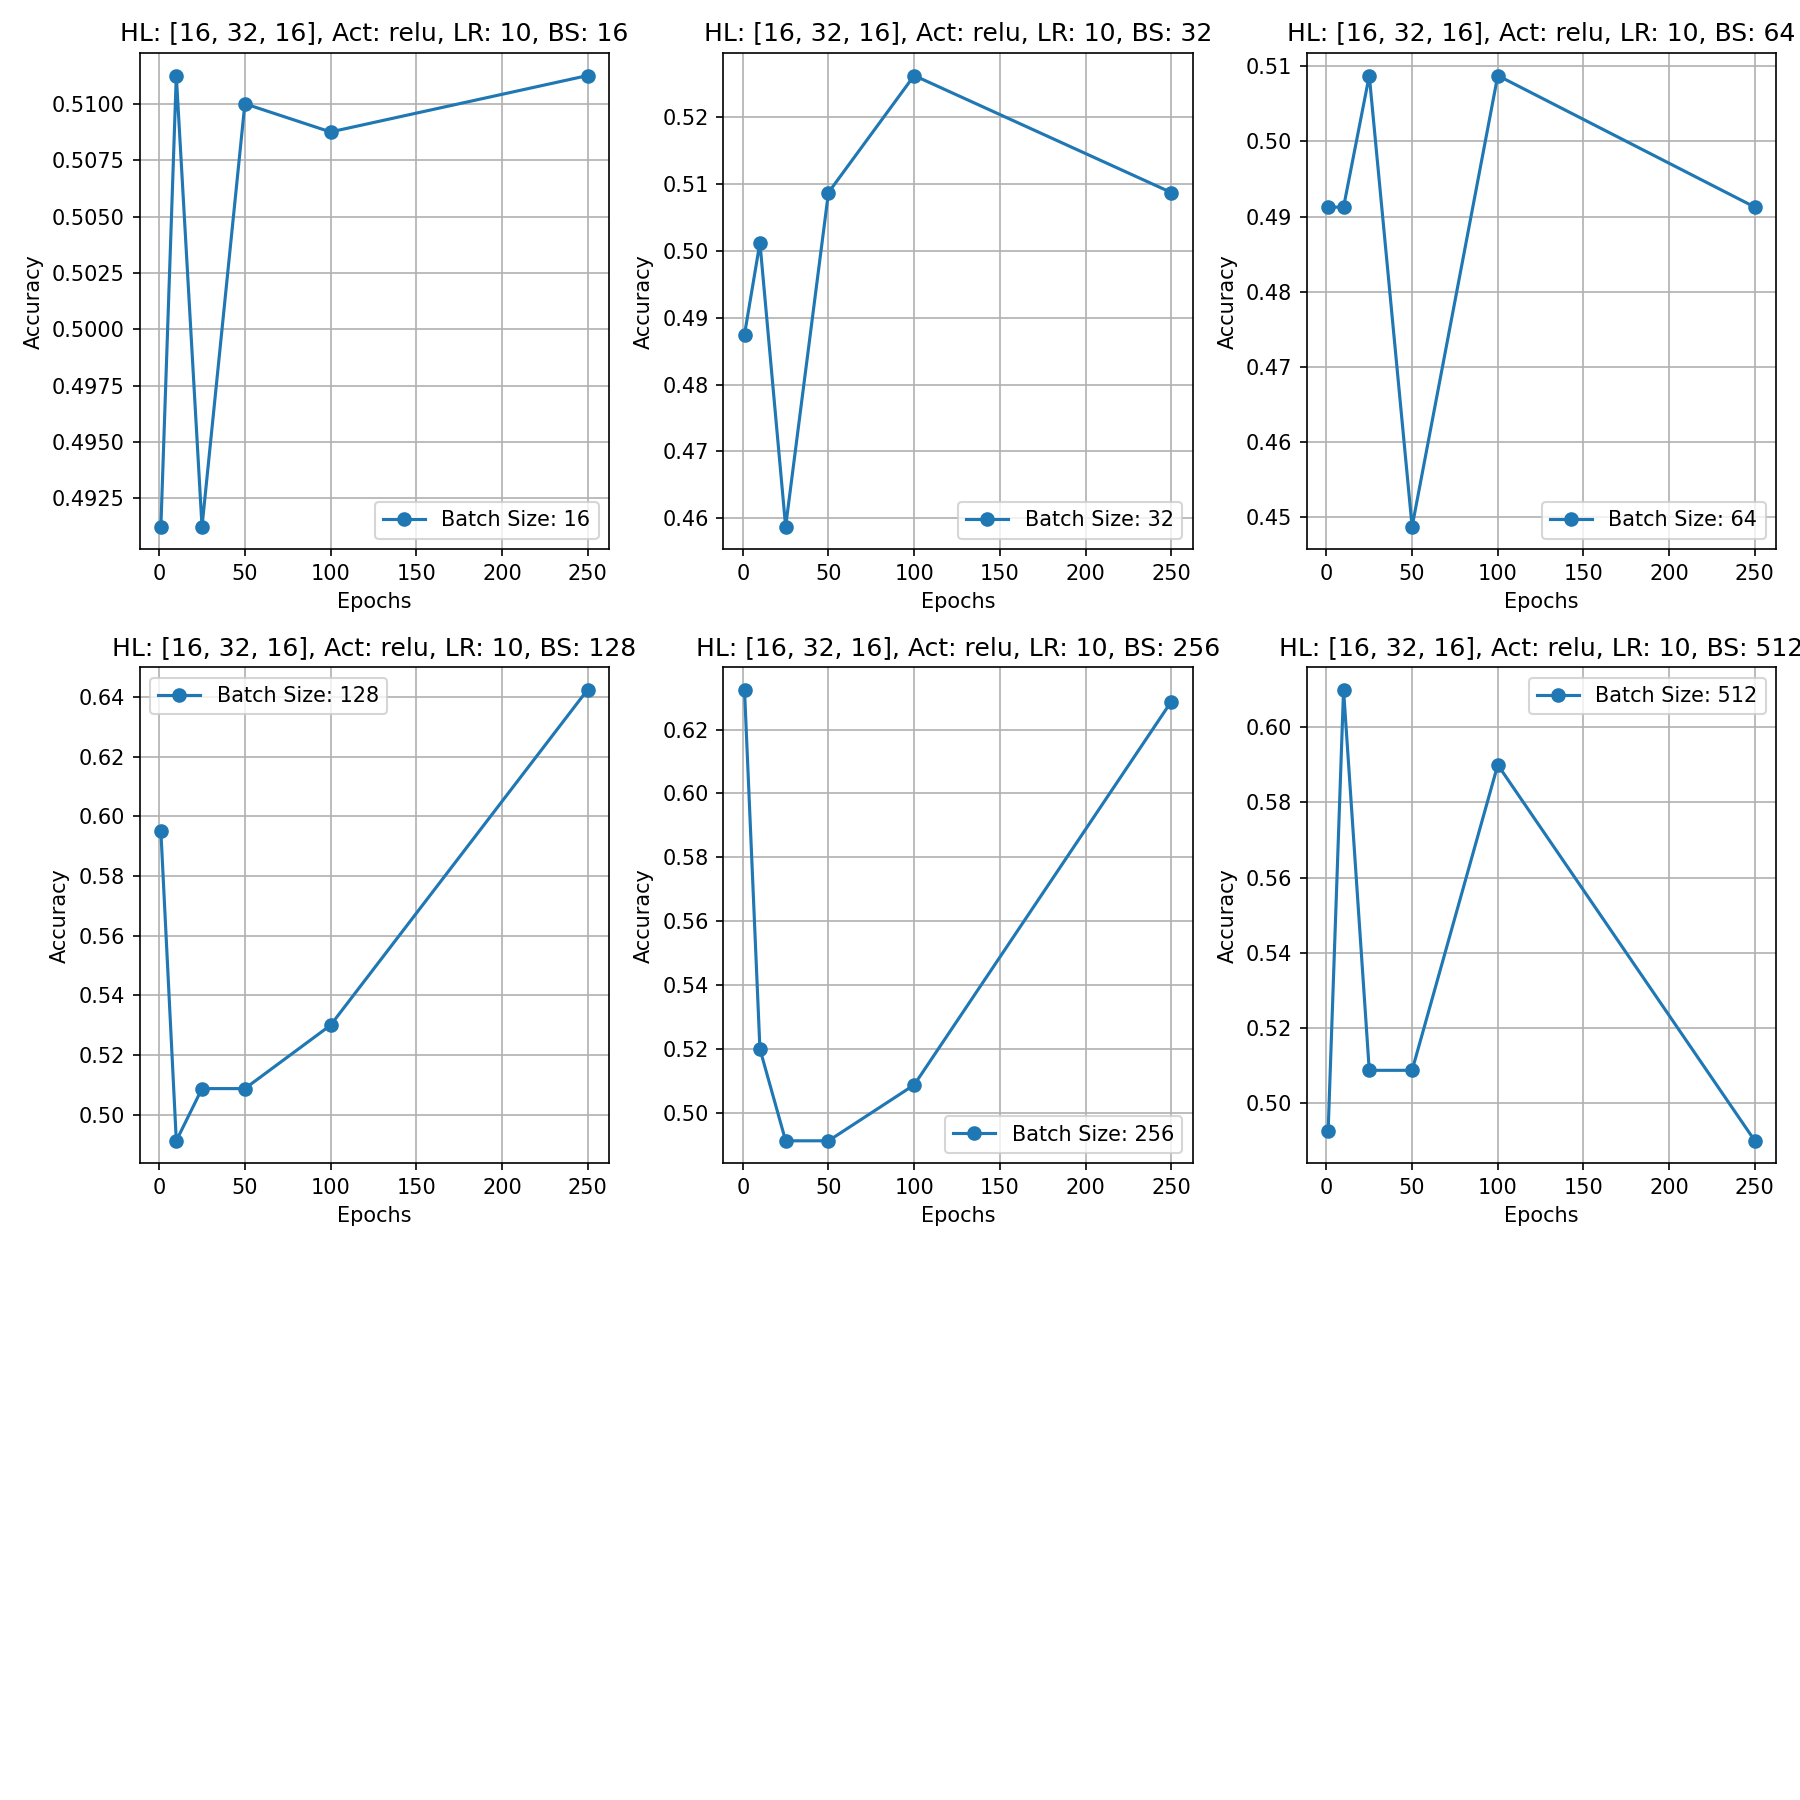 HL: [16, 32, 16], Act: relu, LR: 10, BS: 16
0.5100
0.5075
0.5050
0.5025
0.5000
0.4975
0.4950
0.4925
Accuracy
Batch Size: 16
0 50 100 150 200 250
Epochs
HL: [16, 32, 16], Act: relu, LR: 10, BS: 32
0.52
0.51
0.50
0.49
0.48
0.47
0.46
Accuracy
Batch Size: 32
0 50 100 150 200 250
Epochs
HL: [16, 32, 16], Act: relu, LR: 10, BS: 64
0.51
0.50
0.49
0.48
0.47
0.46
0.45
Accuracy
Batch Size: 64
0 50 100 150 200 250
Epochs
HL: [16, 32, 16], Act: relu, LR: 10, BS: 128
Batch Size: 128
0.64
0.62
0.60
0.58
0.56
0.54
0.52
0.50
Accuracy
0 50 100 150 200 250
Epochs
HL: [16, 32, 16], Act: relu, LR: 10, BS: 256
0.62
0.60
0.58
0.56
0.54
0.52
0.50
Accuracy
Batch Size: 256
0 50 100 150 200 250
Epochs
HL: [16, 32, 16], Act: relu, LR: 10, BS: 512
Batch Size: 512
0.60
0.58
0.56
0.54
0.52
0.50
Accuracy
0 50 100 150 200 250
Epochs